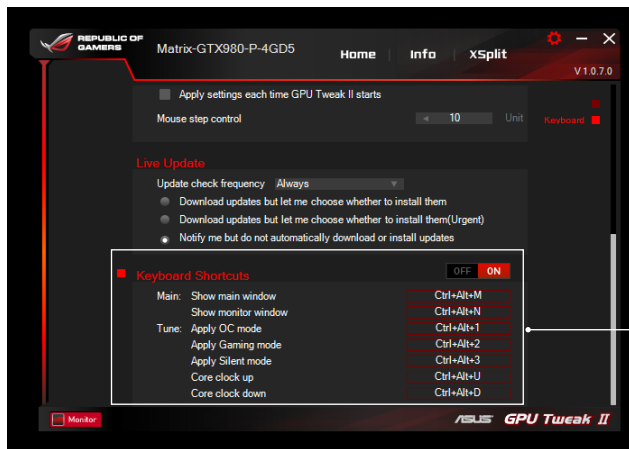 REPUBLIC OF
GAMERS
Matrix-GTX980-P-4GD5
Home
Info
XSplit
V 1.0.7.0
Apply settings each time GPU Tweak II starts
Mouse step control 10 Unit
Keyboard
Live Update
Update check frequency Always
Download updates but let me choose whether to install them
Download updates but let me choose whether to install them(Urgent)
Notify me but do not automatically download or install updates
Keyboard Shortcuts OFF ON
Main: Show main window Ctrl+Alt+M
Show monitor window Ctrl+Alt+N
Tune: Apply OC mode Ctrl+Alt+1
Apply Gaming mode Ctrl+Alt+2
Apply Silent mode Ctrl+Alt+3
Core clock up Ctrl+Alt+U
Core clock down Ctrl+Alt+D
Monitor
ASUS GPU Tweak II